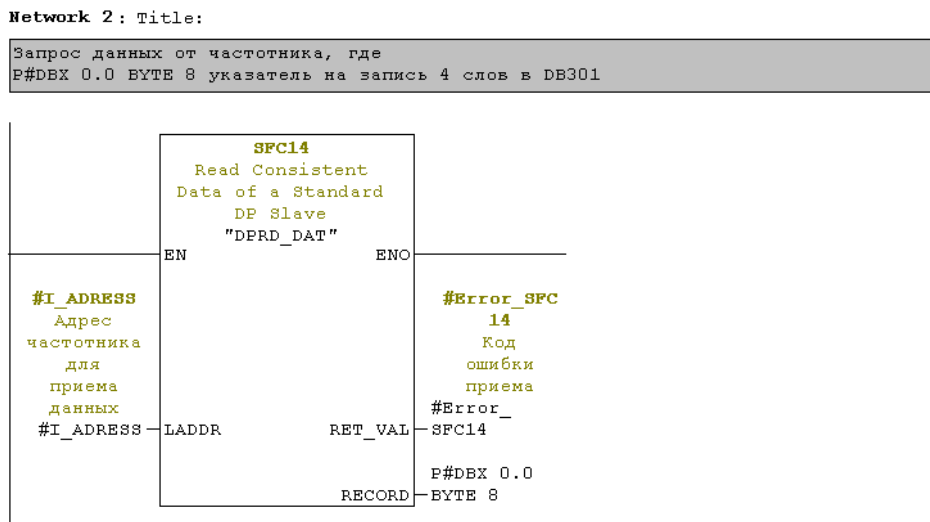 Network 2: Title:
Запрос данных от частотника, где
P#DBX 0.0 BYTE 8 указатель на запись 4 слов в DB301
SFC14
Read Consistent
Data of a Standard
DP Slave
"DPRD_DAT"
EN
ENO
#I_ADRESS
Адрес
частотника
для
приема
данных
#I_ADRESS
LADDR
#Error_SFC
14
Код
ошибки
приема
#Error_
RET_VAL
SFC14
P#DBX 0.0
RECORD
BYTE 8